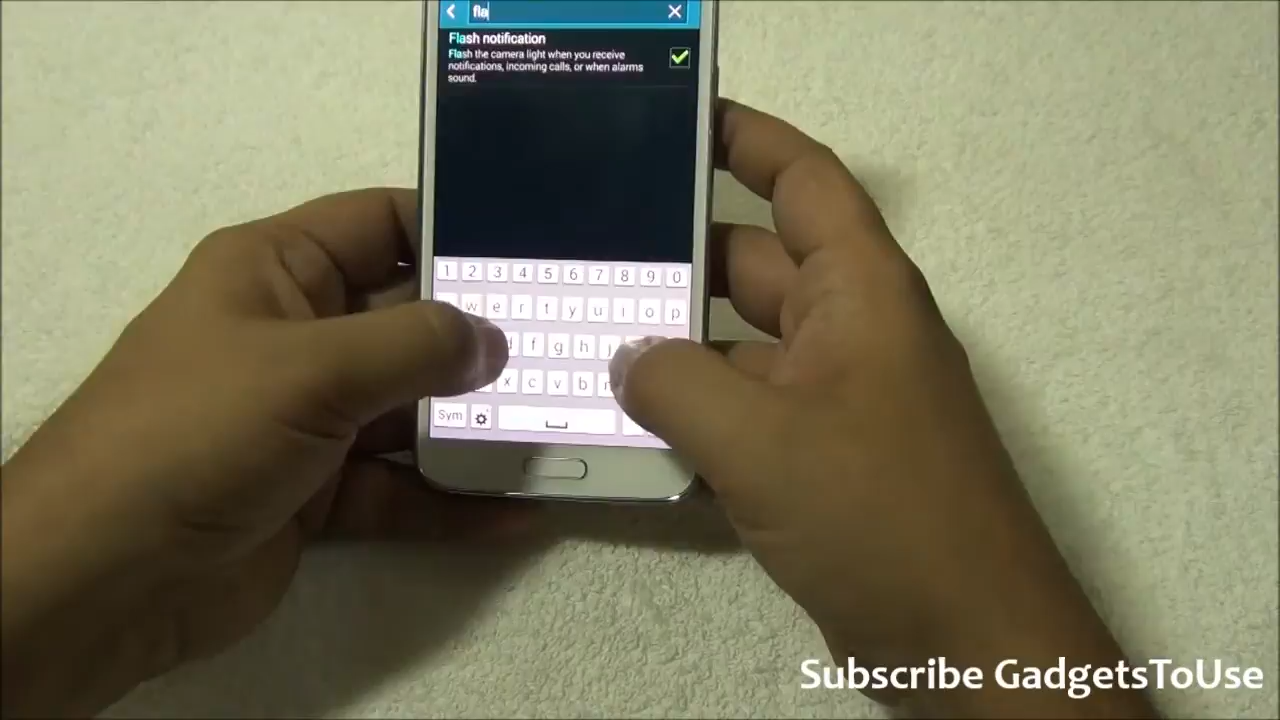 fla
Flash notification
Flash the camera light when you receive
notifications, incoming calls, or when alarms
sound.
1 2 3 4 5 6 7 8 9 0
w e r t y u i o p
f g h j
x c v b
Sym
Subscribe GadgetsToUse